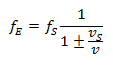 f_E = f_S \frac{1}{1 \pm \frac{v_S}{v}}